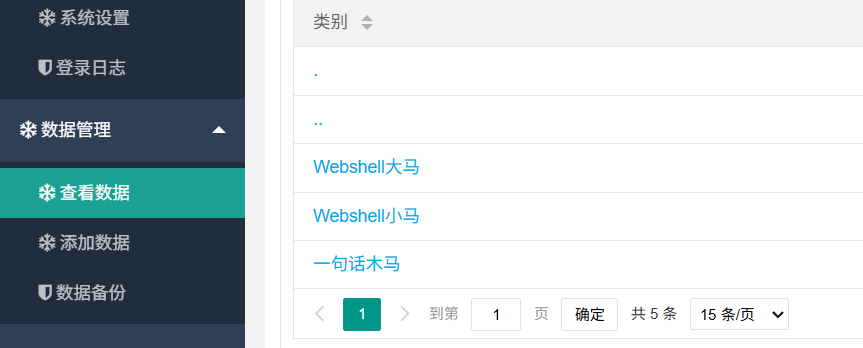 系统设置
登录日志
数据管理
查看数据
添加数据
数据备份
类别
.
..
Webshell大马
Webshell小马
一句话木马
1 到第 1 页 确定 共 5 条 15 条/页